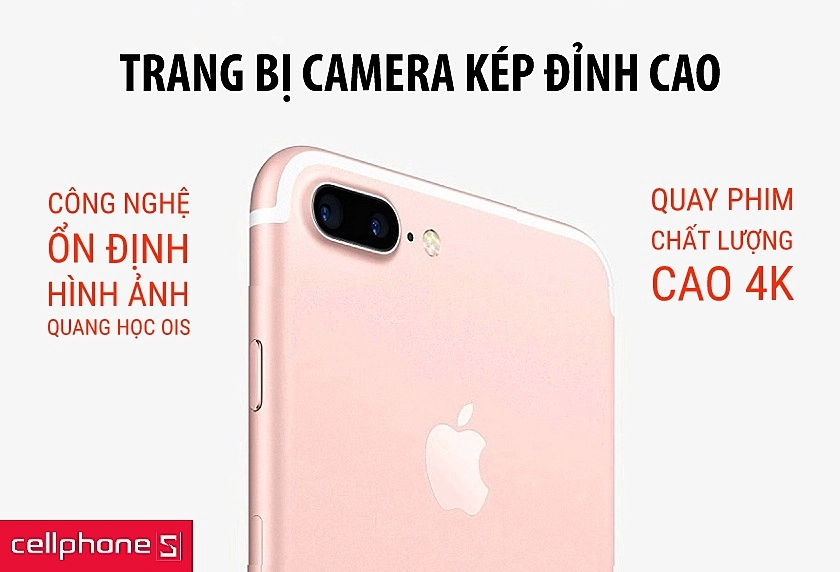 TRANG BỊ CAMERA KÉP ĐỈNH CAO
CÔNG NGHỆ
ỔN ĐỊNH
HÌNH ẢNH
QUANG HỌC OIS
QUAY PHIM
CHẤT LƯỢNG
CAO 4K
cellphone S